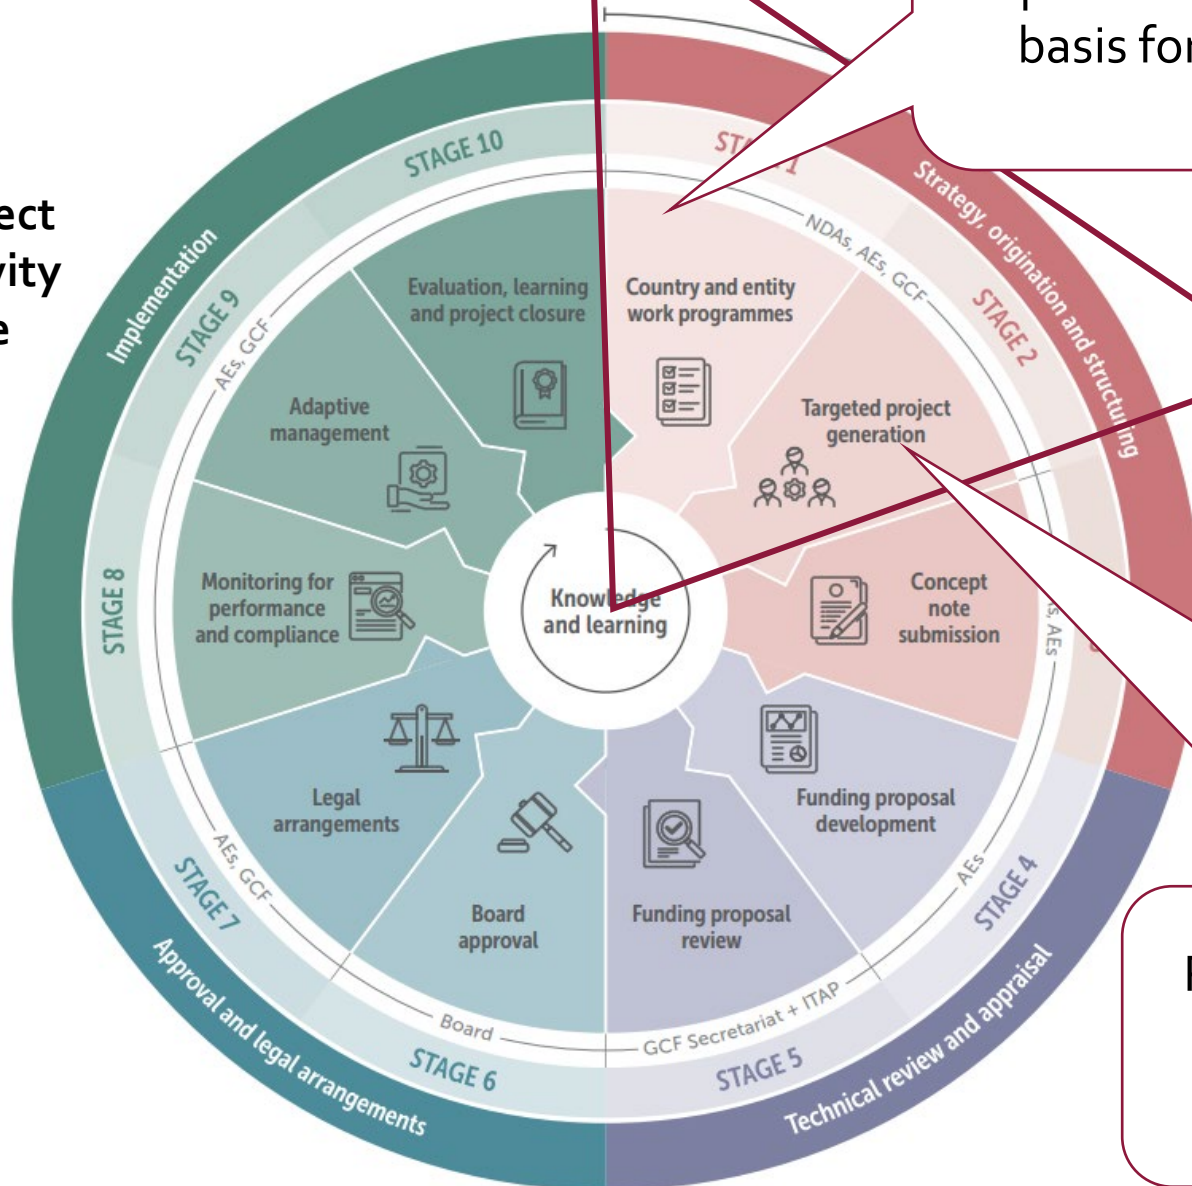 basis for
Implementation
STAGE 10
STAGE 9
AEs, GCF
Evaluation, learning
and project closure
Country and entity
work programmes
NDAs, AEs, GCF
STAGE 2
Strategy, origination and structuring
Adaptive
management
Targeted project
generation
Monitoring for
performance
and compliance
STAGE 8
Knowledge
and learning
Concept
note
submission
AEs
Legal
arrangements
STAGE 7
AEs, GCF
Board
approval
Funding proposal
review
Funding proposal
development
AEs
STAGE 4
Board
STAGE 6
GCF Secretariat + ITAP
STAGE 5
Approval and legal arrangements
Technical review and appraisal